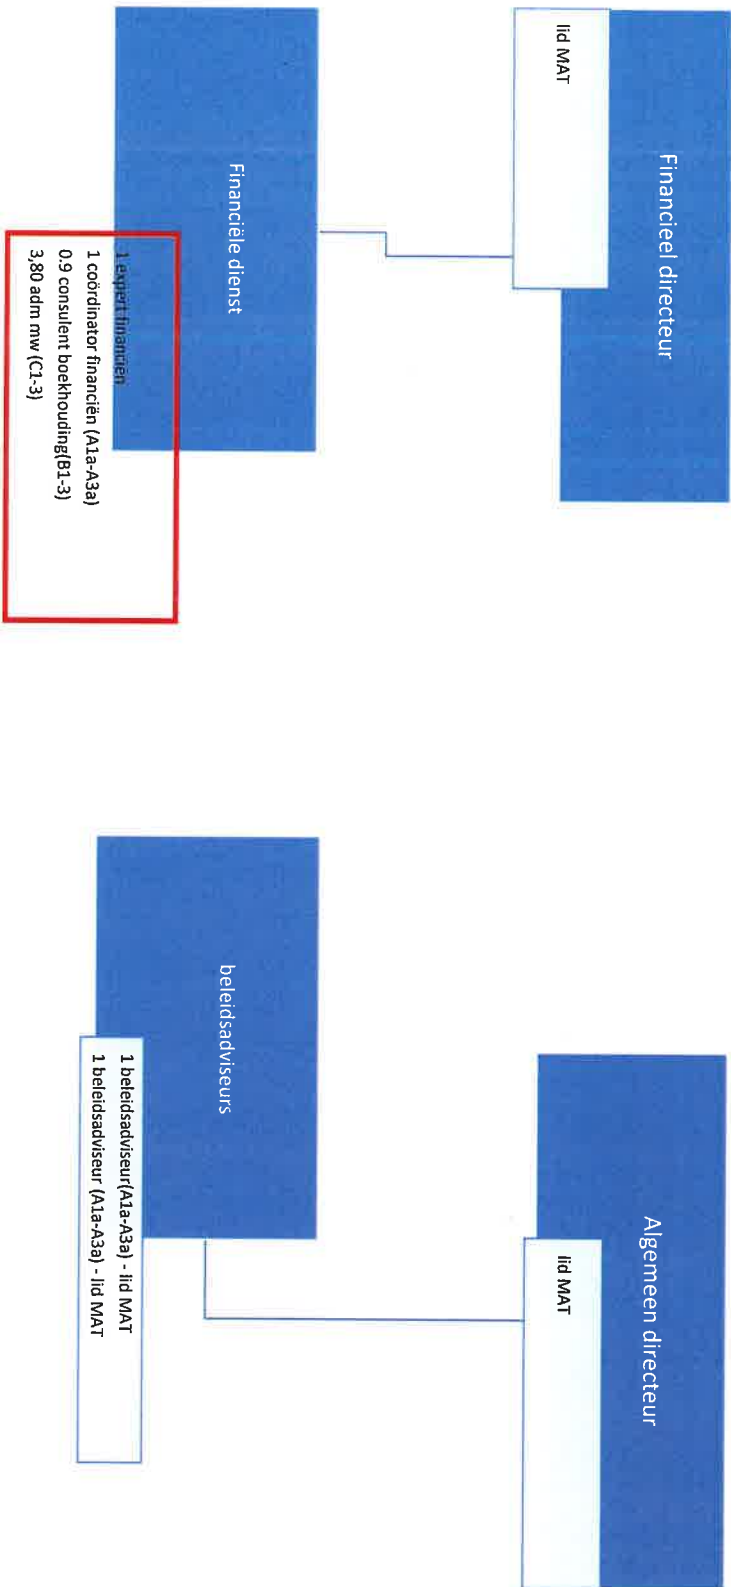 Financieel directeur
lid MAT
Financiële dienst
1 expert financiën
1 coördinator financiën (A1a-A3a)
0.9 consulent boekhouding(B1-3)
3,80 adm mw (C1-3)
Algemeen directeur
lid MAT
beleidsadviseurs
1 beleidsadviseur(A1a-A3a) - lid MAT
1 beleidsadviseur (A1a-A3a) - lid MAT